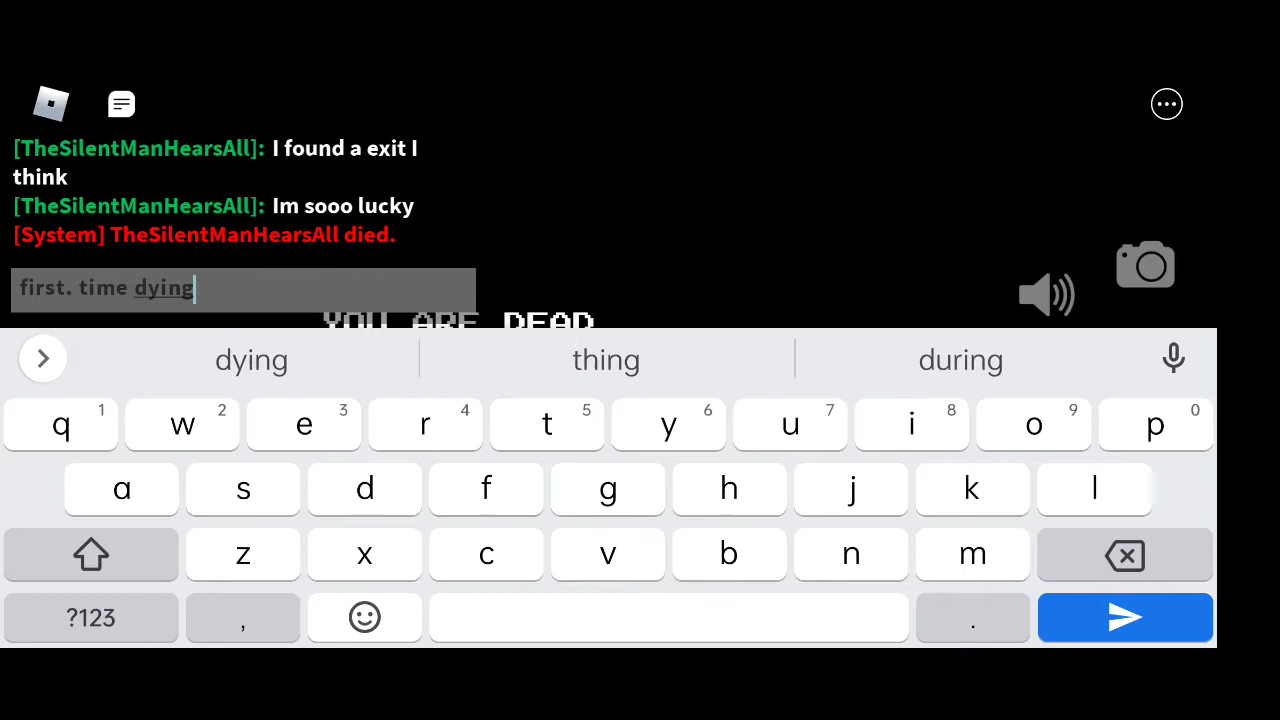 [TheSilentManHearsAll]: I found a exit I
think
[TheSilentManHearsAll]: Im sooo lucky
[System] TheSilentManHearsAll died.
first. time dying
YOU ARE DEAD
dying thing during
q 1 w 2 e 3 r 4 t 5 y 6 u 7 i 8 o 9 p 0
a s d f g h j k l
z x c v b n m
?123 , .